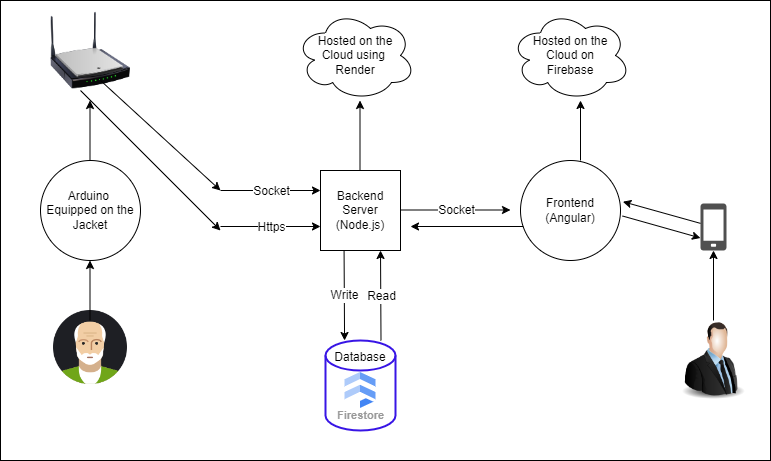 Hosted on the
Cloud using
Render
Hosted on the
Cloud on
Firebase
Arduino
Equipped on the
Jacket
Socket
Https
Backend
Server
(Node.js)
Socket
Frontend
(Angular)
Write
Read
Database
Firestore